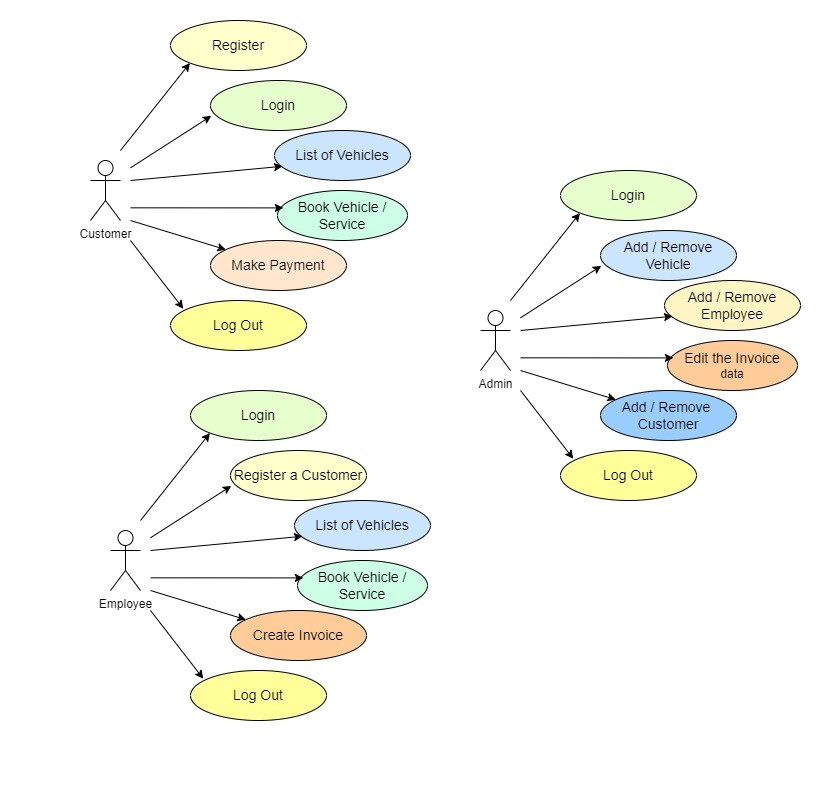 Register
Login
List of Vehicles
Book Vehicle /
Service
Customer
Make Payment
Log Out
Login
Add / Remove
Vehicle
Add / Remove
Employee
Edit the Invoice
data
Admin
Add / Remove
Customer
Log Out
Login
Register a Customer
List of Vehicles
Book Vehicle /
Service
Employee
Create Invoice
Log Out